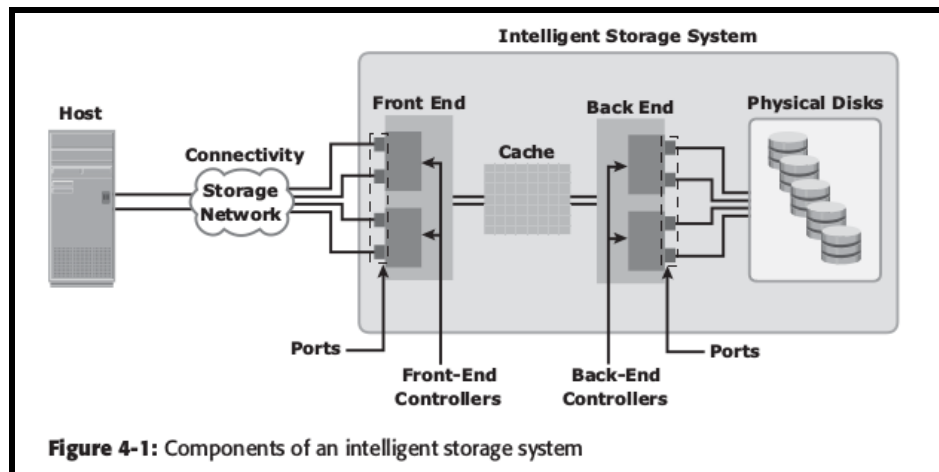 Intelligent Storage System
Host
Front End
Back End
Physical Disks
Connectivity
Cache
Storage
Network
Ports
Ports
Front-End
Controllers
Back-End
Controllers
Figure 4-1: Components of an intelligent storage system